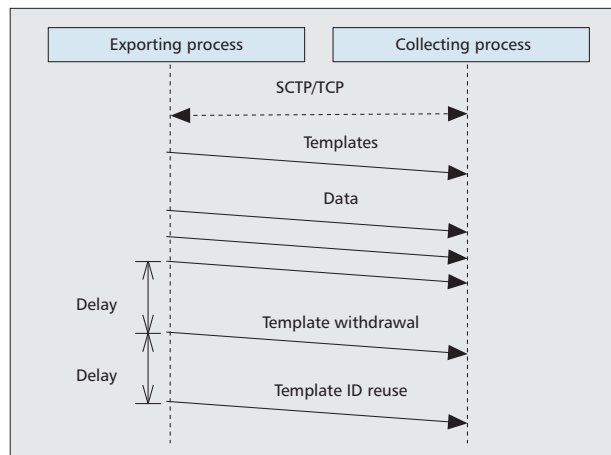 Exporting process
Collecting process
SCTP/TCP
Templates
Data
Delay
Template withdrawal
Delay
Template ID reuse